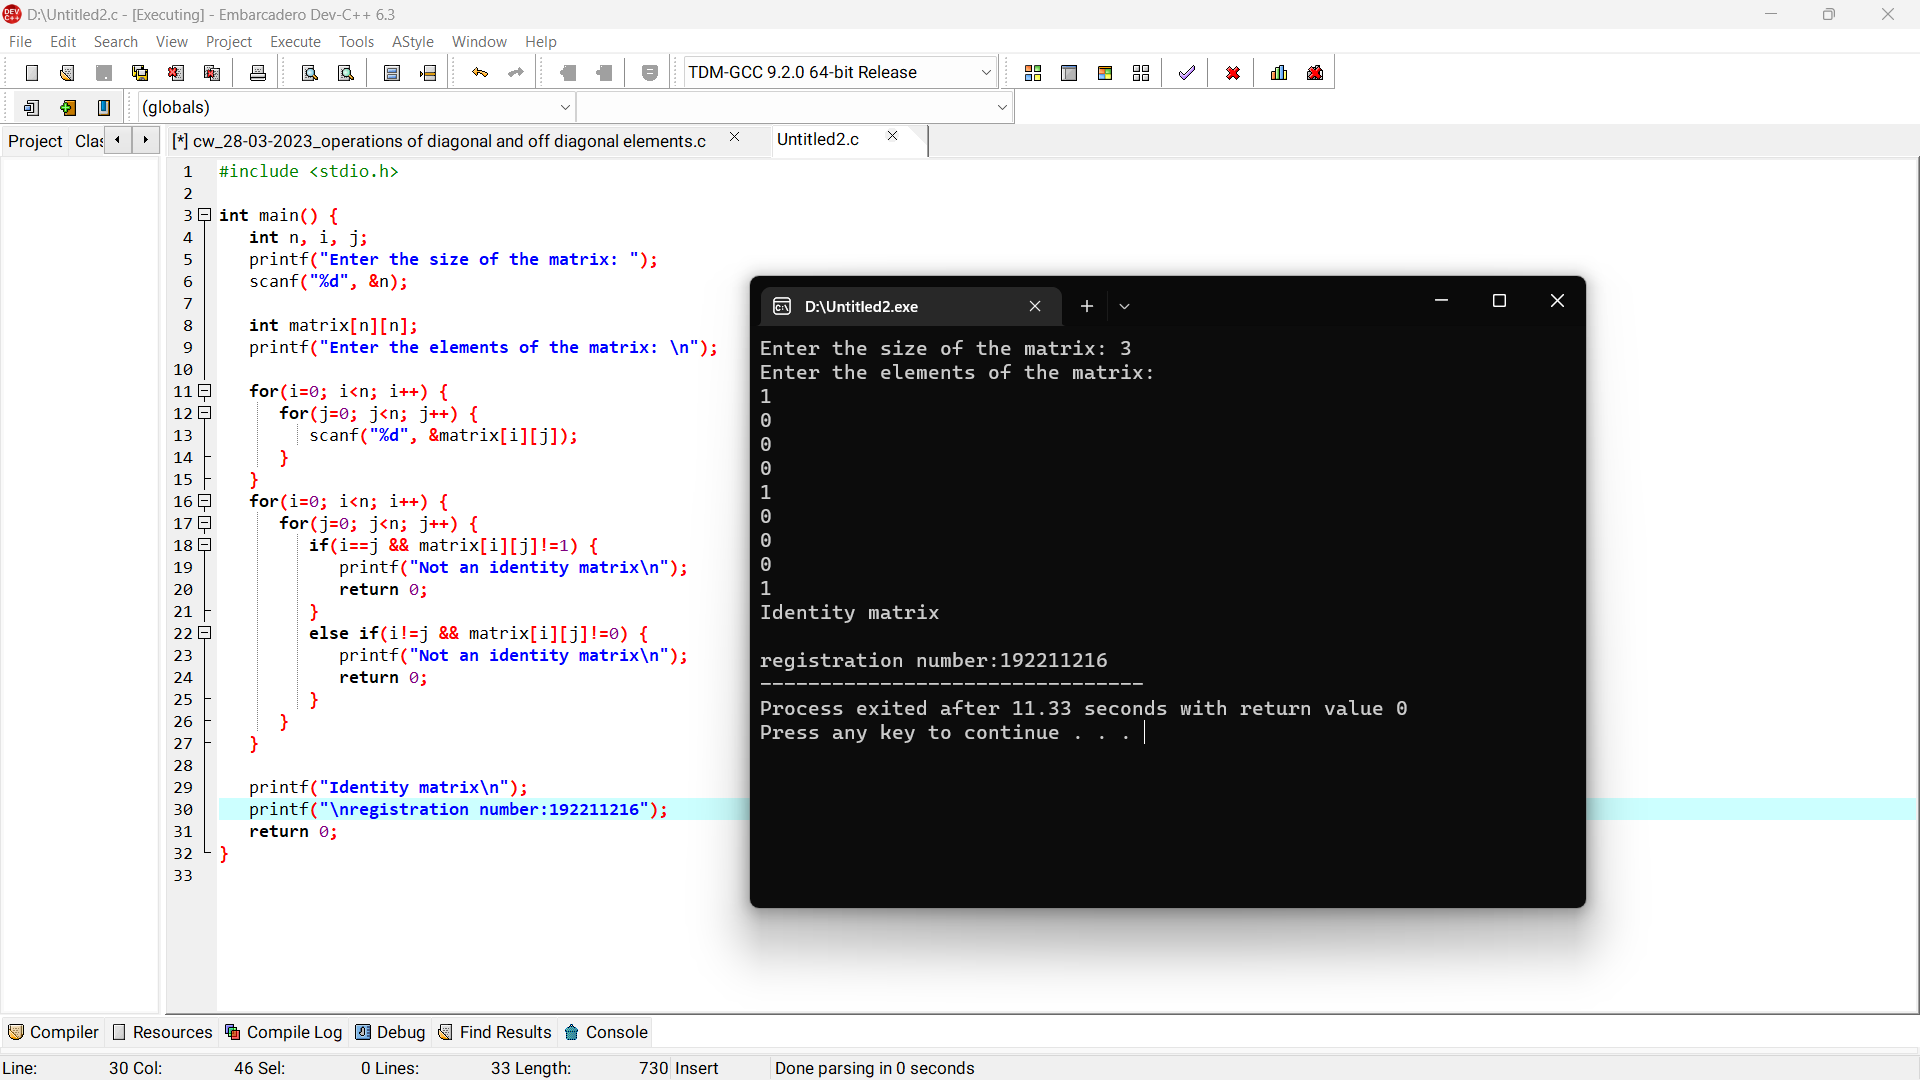 D:\Untitled2.c - [Executing] - Embarcadero Dev-C++ 6.3
File Edit Search View Project Execute Tools AStyle Window Help
TDM-GCC 9.2.0 64-bit Release
(globals)
Project Clas [*] cw_28-03-2023_operations of diagonal and off diagonal elements.c Untitled2.c
1 #include <stdio.h>
2
3 int main() {
4 int n, i, j;
5 printf("Enter the size of the matrix: ");
6 scanf("%d", &n);
7
8 int matrix[n][n];
9 printf("Enter the elements of the matrix: \n");
10
11 for(i=0; i<n; i++) {
12 for(j=0; j<n; j++) {
13 scanf("%d", &matrix[i][j]);
14 }
15 }
16 for(i=0; i<n; i++) {
17 for(j=0; j<n; j++) {
18 if(i==j && matrix[i][j]!=1) {
19 printf("Not an identity matrix\n");
20 return 0;
21 }
22 else if(i!=j && matrix[i][j]!=0) {
23 printf("Not an identity matrix\n");
24 return 0;
25 }
26 }
27 }
28
29 printf("Identity matrix\n");
30 printf("\nregistration number:192211216");
31 return 0;
32 }
33
D:\Untitled2.exe
Enter the size of the matrix: 3
Enter the elements of the matrix:
1
0
0
0
1
0
0
0
1
Identity matrix
registration number:192211216
--------------------------------
Process exited after 11.33 seconds with return value 0
Press any key to continue . . .
Compiler Resources Compile Log Debug Find Results Console
Line: 30 Col: 46 Sel: 0 Lines: 33 Length: 730 Insert Done parsing in 0 seconds